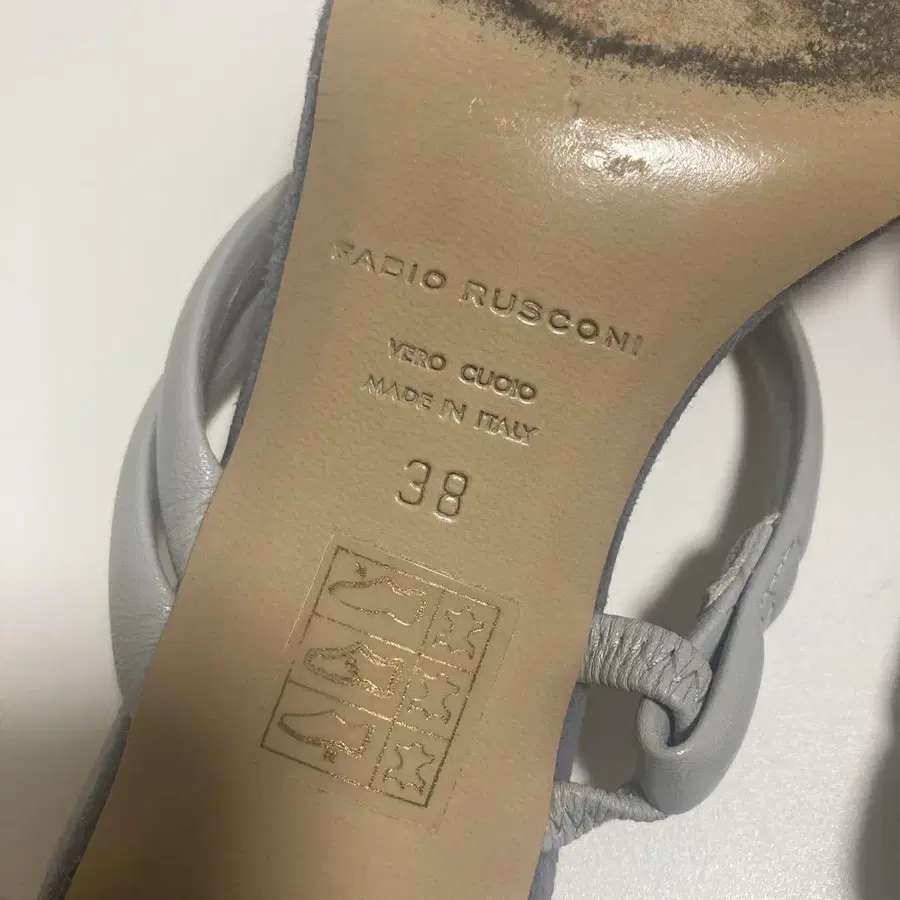 FABIO RUSCONI
VERO CUOIO
MADE IN ITALY
38